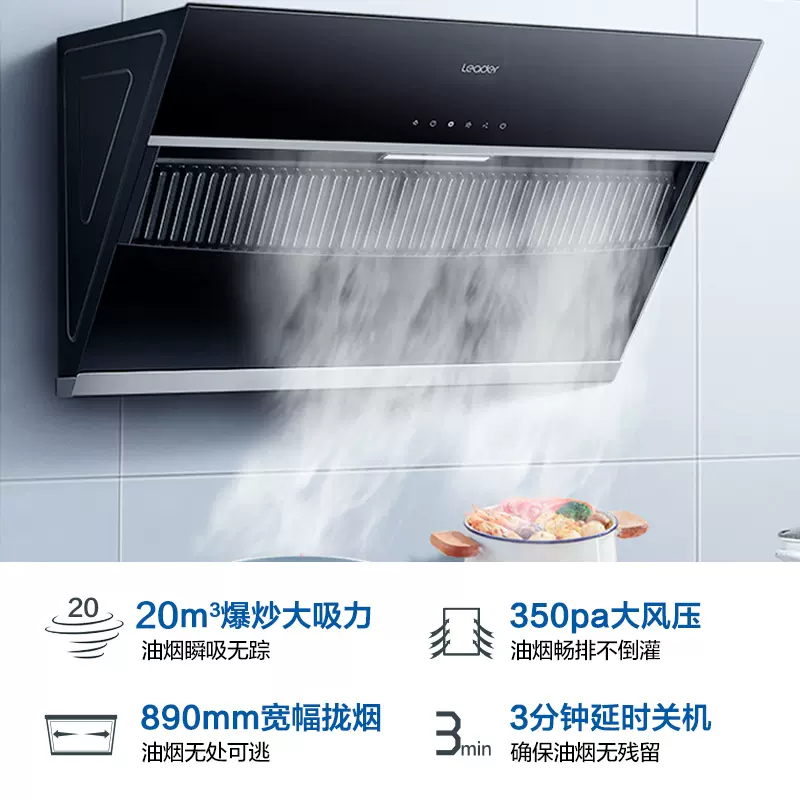 Leader
20
20m³爆炒大吸力
油烟瞬吸无踪
350pa大风压
油烟畅排不倒灌
890mm宽幅拢烟
油烟无处可逃
3min
3分钟延时关机
确保油烟无残留